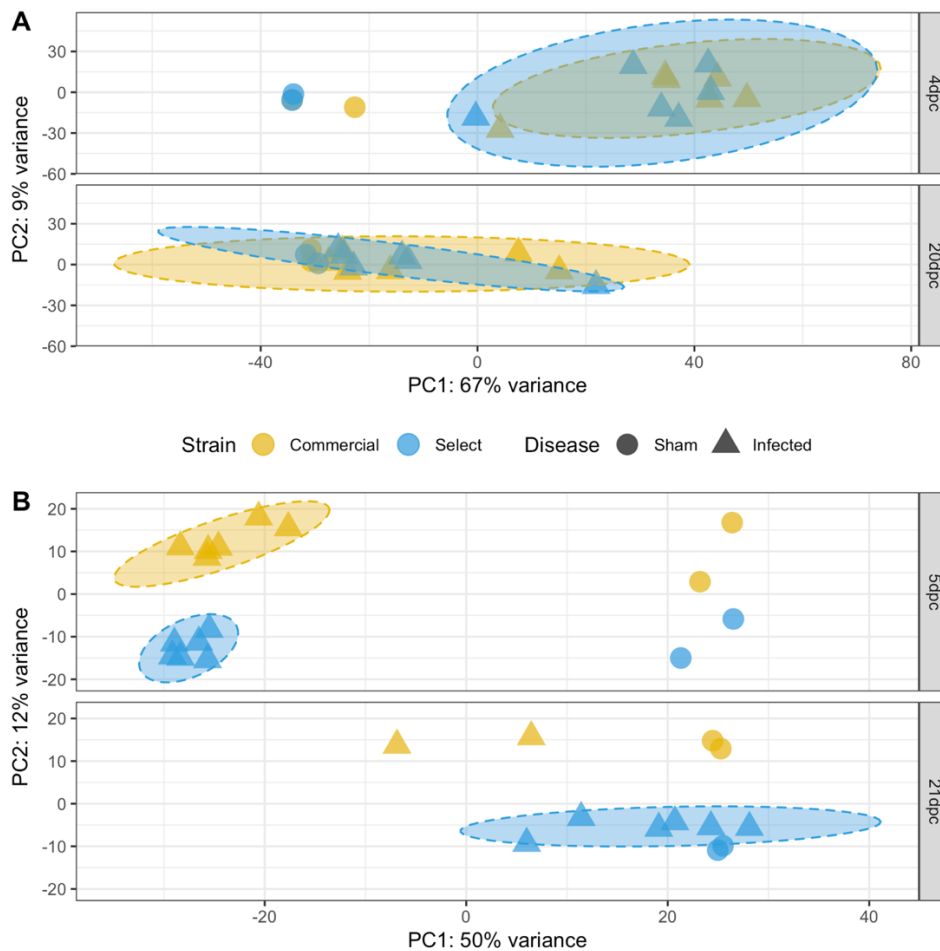 A
PC2: 9% variance
30
0
-30
-60
4dpc
30
0
-30
-60
20dpc
-40 0 40 80
PC1: 67% variance
Strain Commercial Select Disease Sham Infected
B
PC2: 12% variance
20
10
0
-10
-20
5dpc
20
10
0
-10
-20
21dpc
-20 0 20 40
PC1: 50% variance